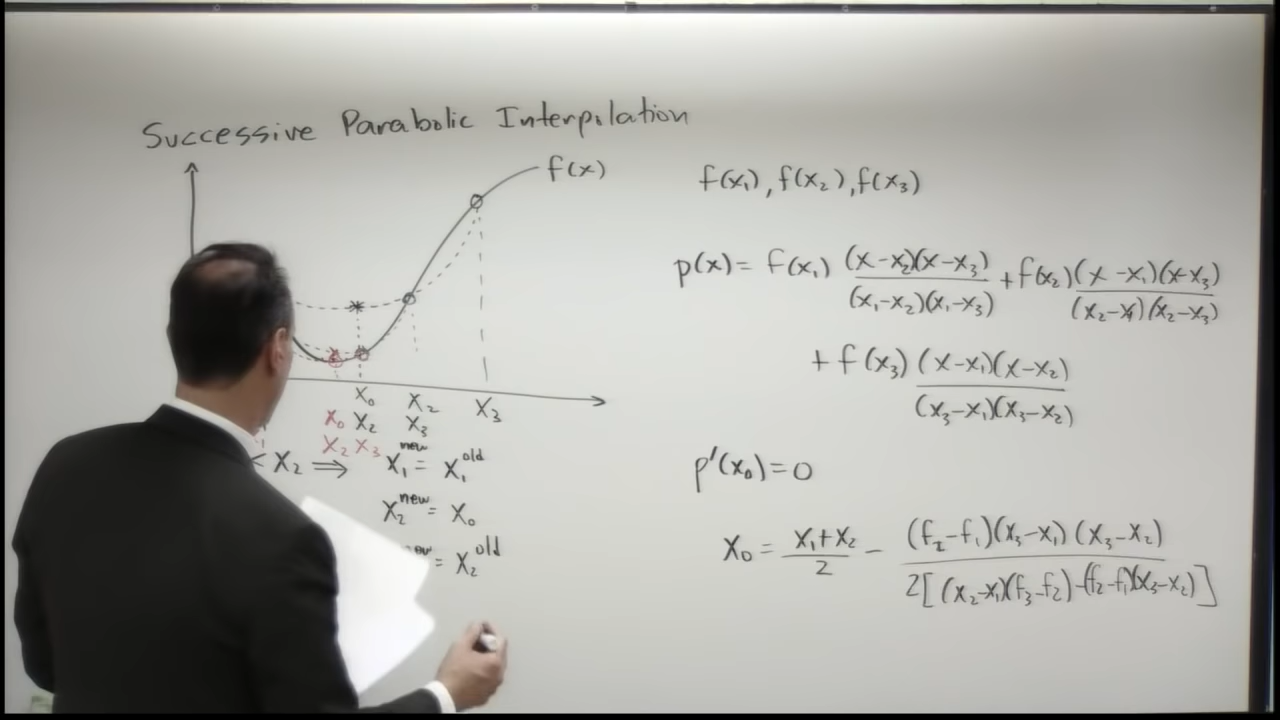 Successive Parabolic Interpolation
f(x)
x₀
x₂
x₃
x₀ x₂ x₃
x₂ x₃
< x₂ ⇒ x₁ⁿᵉʷ = x₁ᵒˡᵈ
x₂ⁿᵉʷ = x₀
= x₂ᵒˡᵈ
f(x₁), f(x₂), f(x₃)
p(x) = f(x₁) (x-x₂)(x-x₃) / (x₁-x₂)(x₁-x₃) + f(x₂) (x-x₁)(x-x₃) / (x₂-x₁)(x₂-x₃)
+ f(x₃) (x-x₁)(x-x₂) / (x₃-x₁)(x₃-x₂)
p'(x₀) = 0
x₀ = x₁+x₂ / 2 - (f₂-f₁)(x₃-x₁)(x₃-x₂) / 2[(x₂-x₁)(f₃-f₂)-(f₂-f₁)(x₃-x₂)]